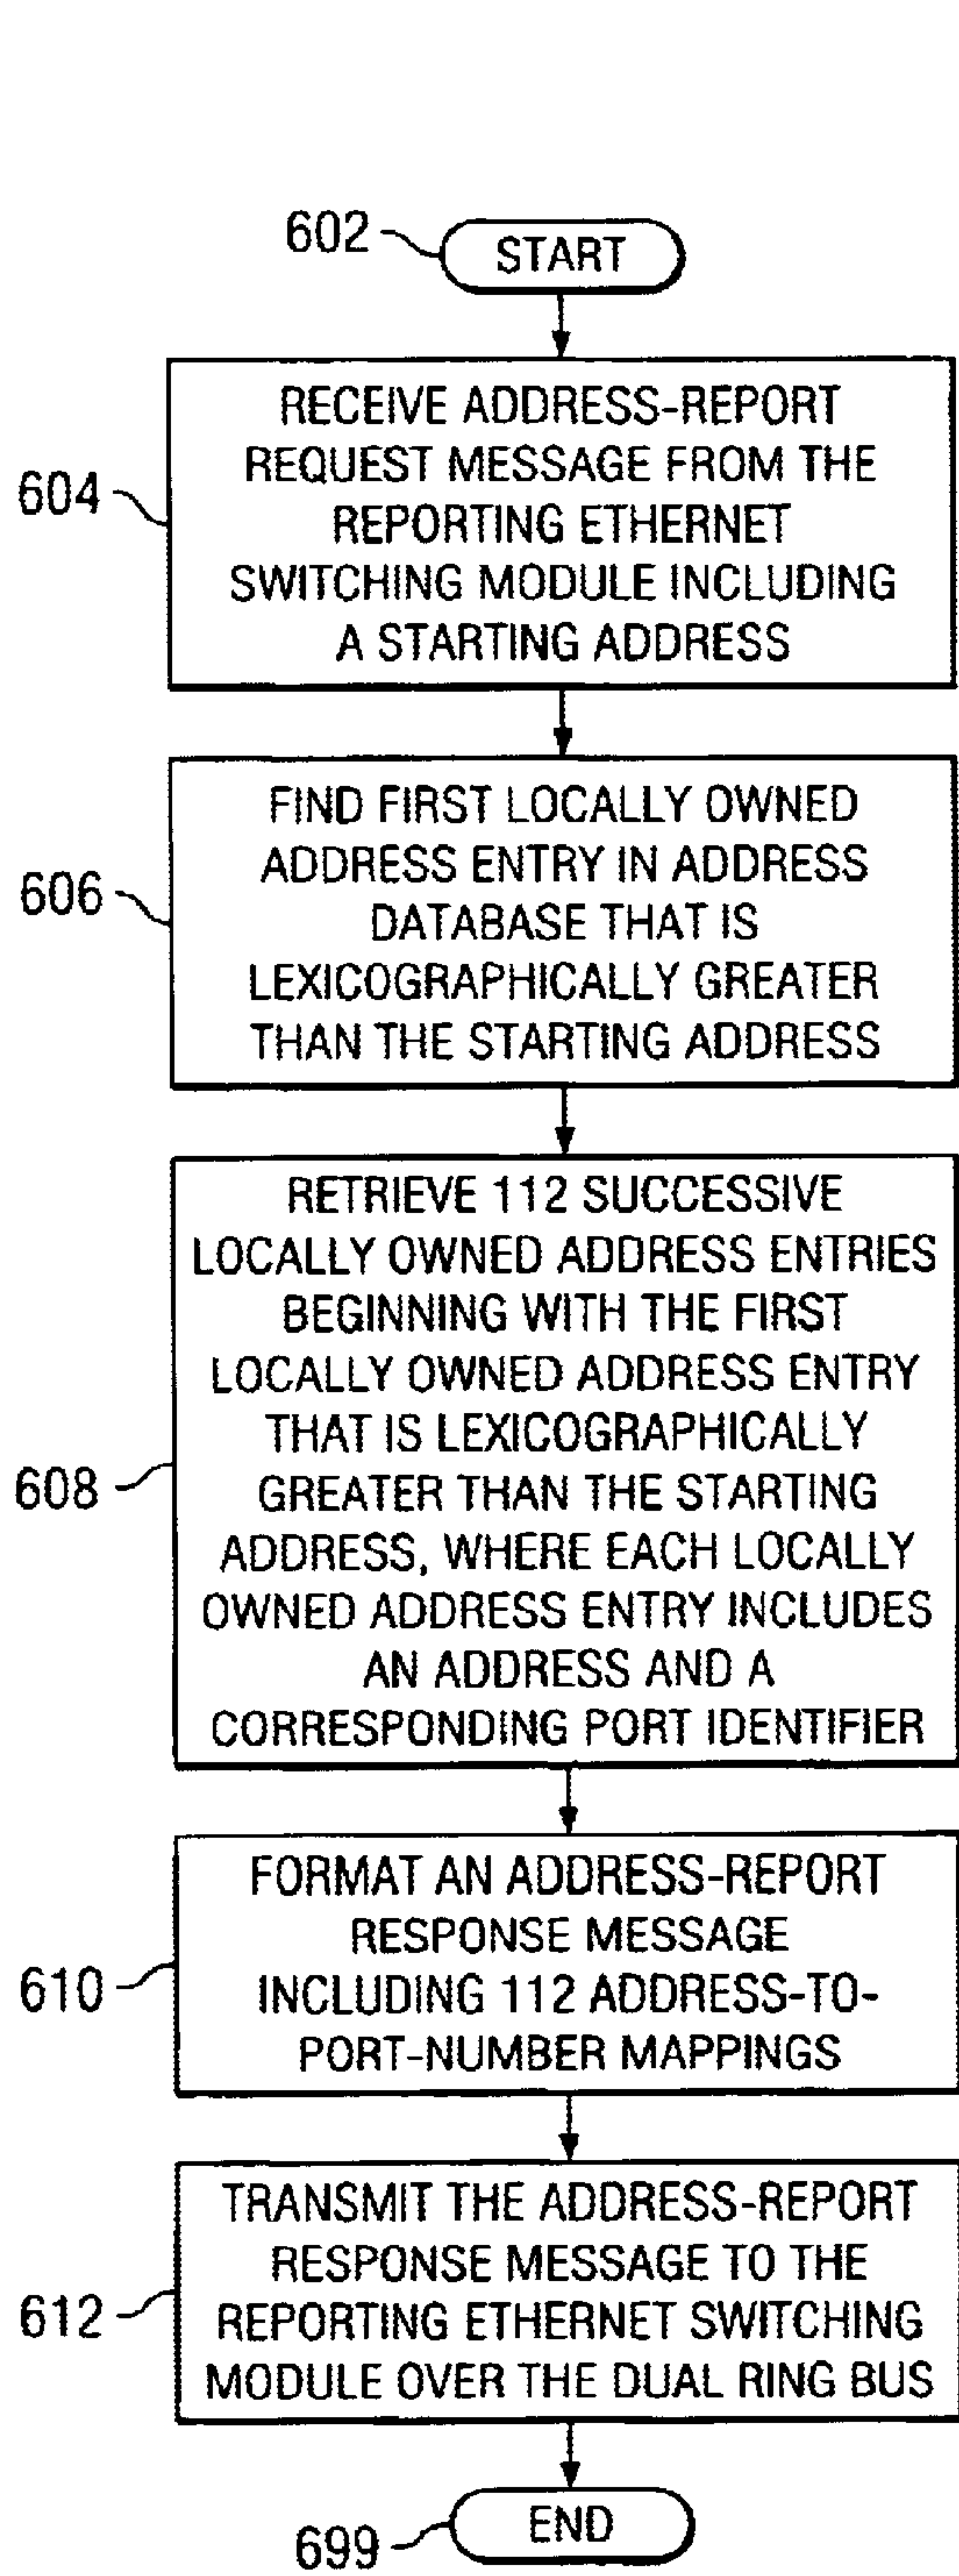 602
START
604
RECEIVE ADDRESS-REPORT
REQUEST MESSAGE FROM THE
REPORTING ETHERNET
SWITCHING MODULE INCLUDING
A STARTING ADDRESS
606
FIND FIRST LOCALLY OWNED
ADDRESS ENTRY IN ADDRESS
DATABASE THAT IS
LEXICOGRAPHICALLY GREATER
THAN THE STARTING ADDRESS
608
RETRIEVE 112 SUCCESSIVE
LOCALLY OWNED ADDRESS ENTRIES
BEGINNING WITH THE FIRST
LOCALLY OWNED ADDRESS ENTRY
THAT IS LEXICOGRAPHICALLY
GREATER THAN THE STARTING
ADDRESS, WHERE EACH LOCALLY
OWNED ADDRESS ENTRY INCLUDES
AN ADDRESS AND A
CORRESPONDING PORT IDENTIFIER
610
FORMAT AN ADDRESS-REPORT
RESPONSE MESSAGE
INCLUDING 112 ADDRESS-TO-
PORT-NUMBER MAPPINGS
612
TRANSMIT THE ADDRESS-REPORT
RESPONSE MESSAGE TO THE
REPORTING ETHERNET SWITCHING
MODULE OVER THE DUAL RING BUS
699
END